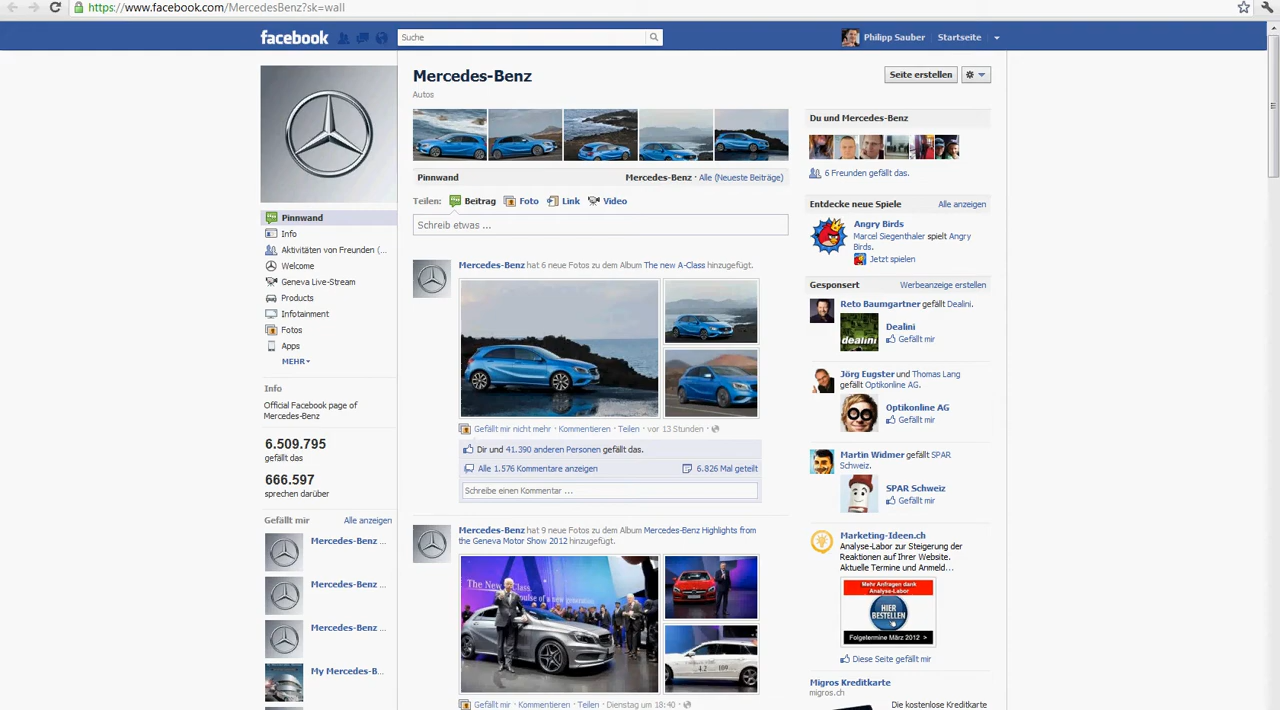 https://www.facebook.com/MercedesBenz?sk=wall
facebook
Suche
Philipp Sauber
Startseite
Mercedes-Benz
Autos
Seite erstellen
Pinnwand
Mercedes-Benz · Alle (Neueste Beiträge)
Teilen:
Beitrag
Foto
Link
Video
Schreib etwas ...
Pinnwand
Info
Aktivitäten von Freunden (...
Welcome
Geneva Live-Stream
Products
Infotainment
Fotos
Apps
MEHR
Info
Official Facebook page of
Mercedes-Benz
6.509.795
gefällt das
666.597
sprechen darüber
Gefällt mir
Alle anzeigen
Mercedes-Benz ...
Mercedes-Benz ...
Mercedes-Benz ...
My Mercedes-B...
Mercedes-Benz hat 6 neue Fotos zu dem Album The new A-Class hinzugefügt.
Gefällt mir nicht mehr · Kommentieren · Teilen · vor 13 Stunden ·
Dir und 41.390 anderen Personen gefällt das.
Alle 1.576 Kommentare anzeigen
6.826 Mal geteilt
Schreibe einen Kommentar ...
Mercedes-Benz hat 9 neue Fotos zu dem Album Mercedes-Benz Highlights from
the Geneva Motor Show 2012 hinzugefügt.
Gefällt mir · Kommentieren · Teilen · Dienstag um 18:40 ·
Du und Mercedes-Benz
6 Freunden gefällt das.
Entdecke neue Spiele
Alle anzeigen
Angry Birds
Marcel Siegenthaler spielt Angry
Birds.
Jetzt spielen
Gesponsert
Werbeanzeige erstellen
Reto Baumgartner gefällt Dealini.
dealini
Dealini
Gefällt mir
Jörg Eugster und Thomas Lang
gefällt Optikonline AG.
Optikonline AG
Gefällt mir
Martin Widmer gefällt SPAR
Schweiz.
SPAR Schweiz
Gefällt mir
Marketing-Ideen.ch
Analyse-Labor zur Steigerung der
Reaktionen auf Ihrer Website.
Aktuelle Termine und Anmeld...
Mehr Anfragen dank
Analyse-Labor
HIER
BESTELLEN
Folgetermine März 2012 >
Diese Seite gefällt mir
Migros Kreditkarte
migros.ch
Die kostenlose Kreditkarte